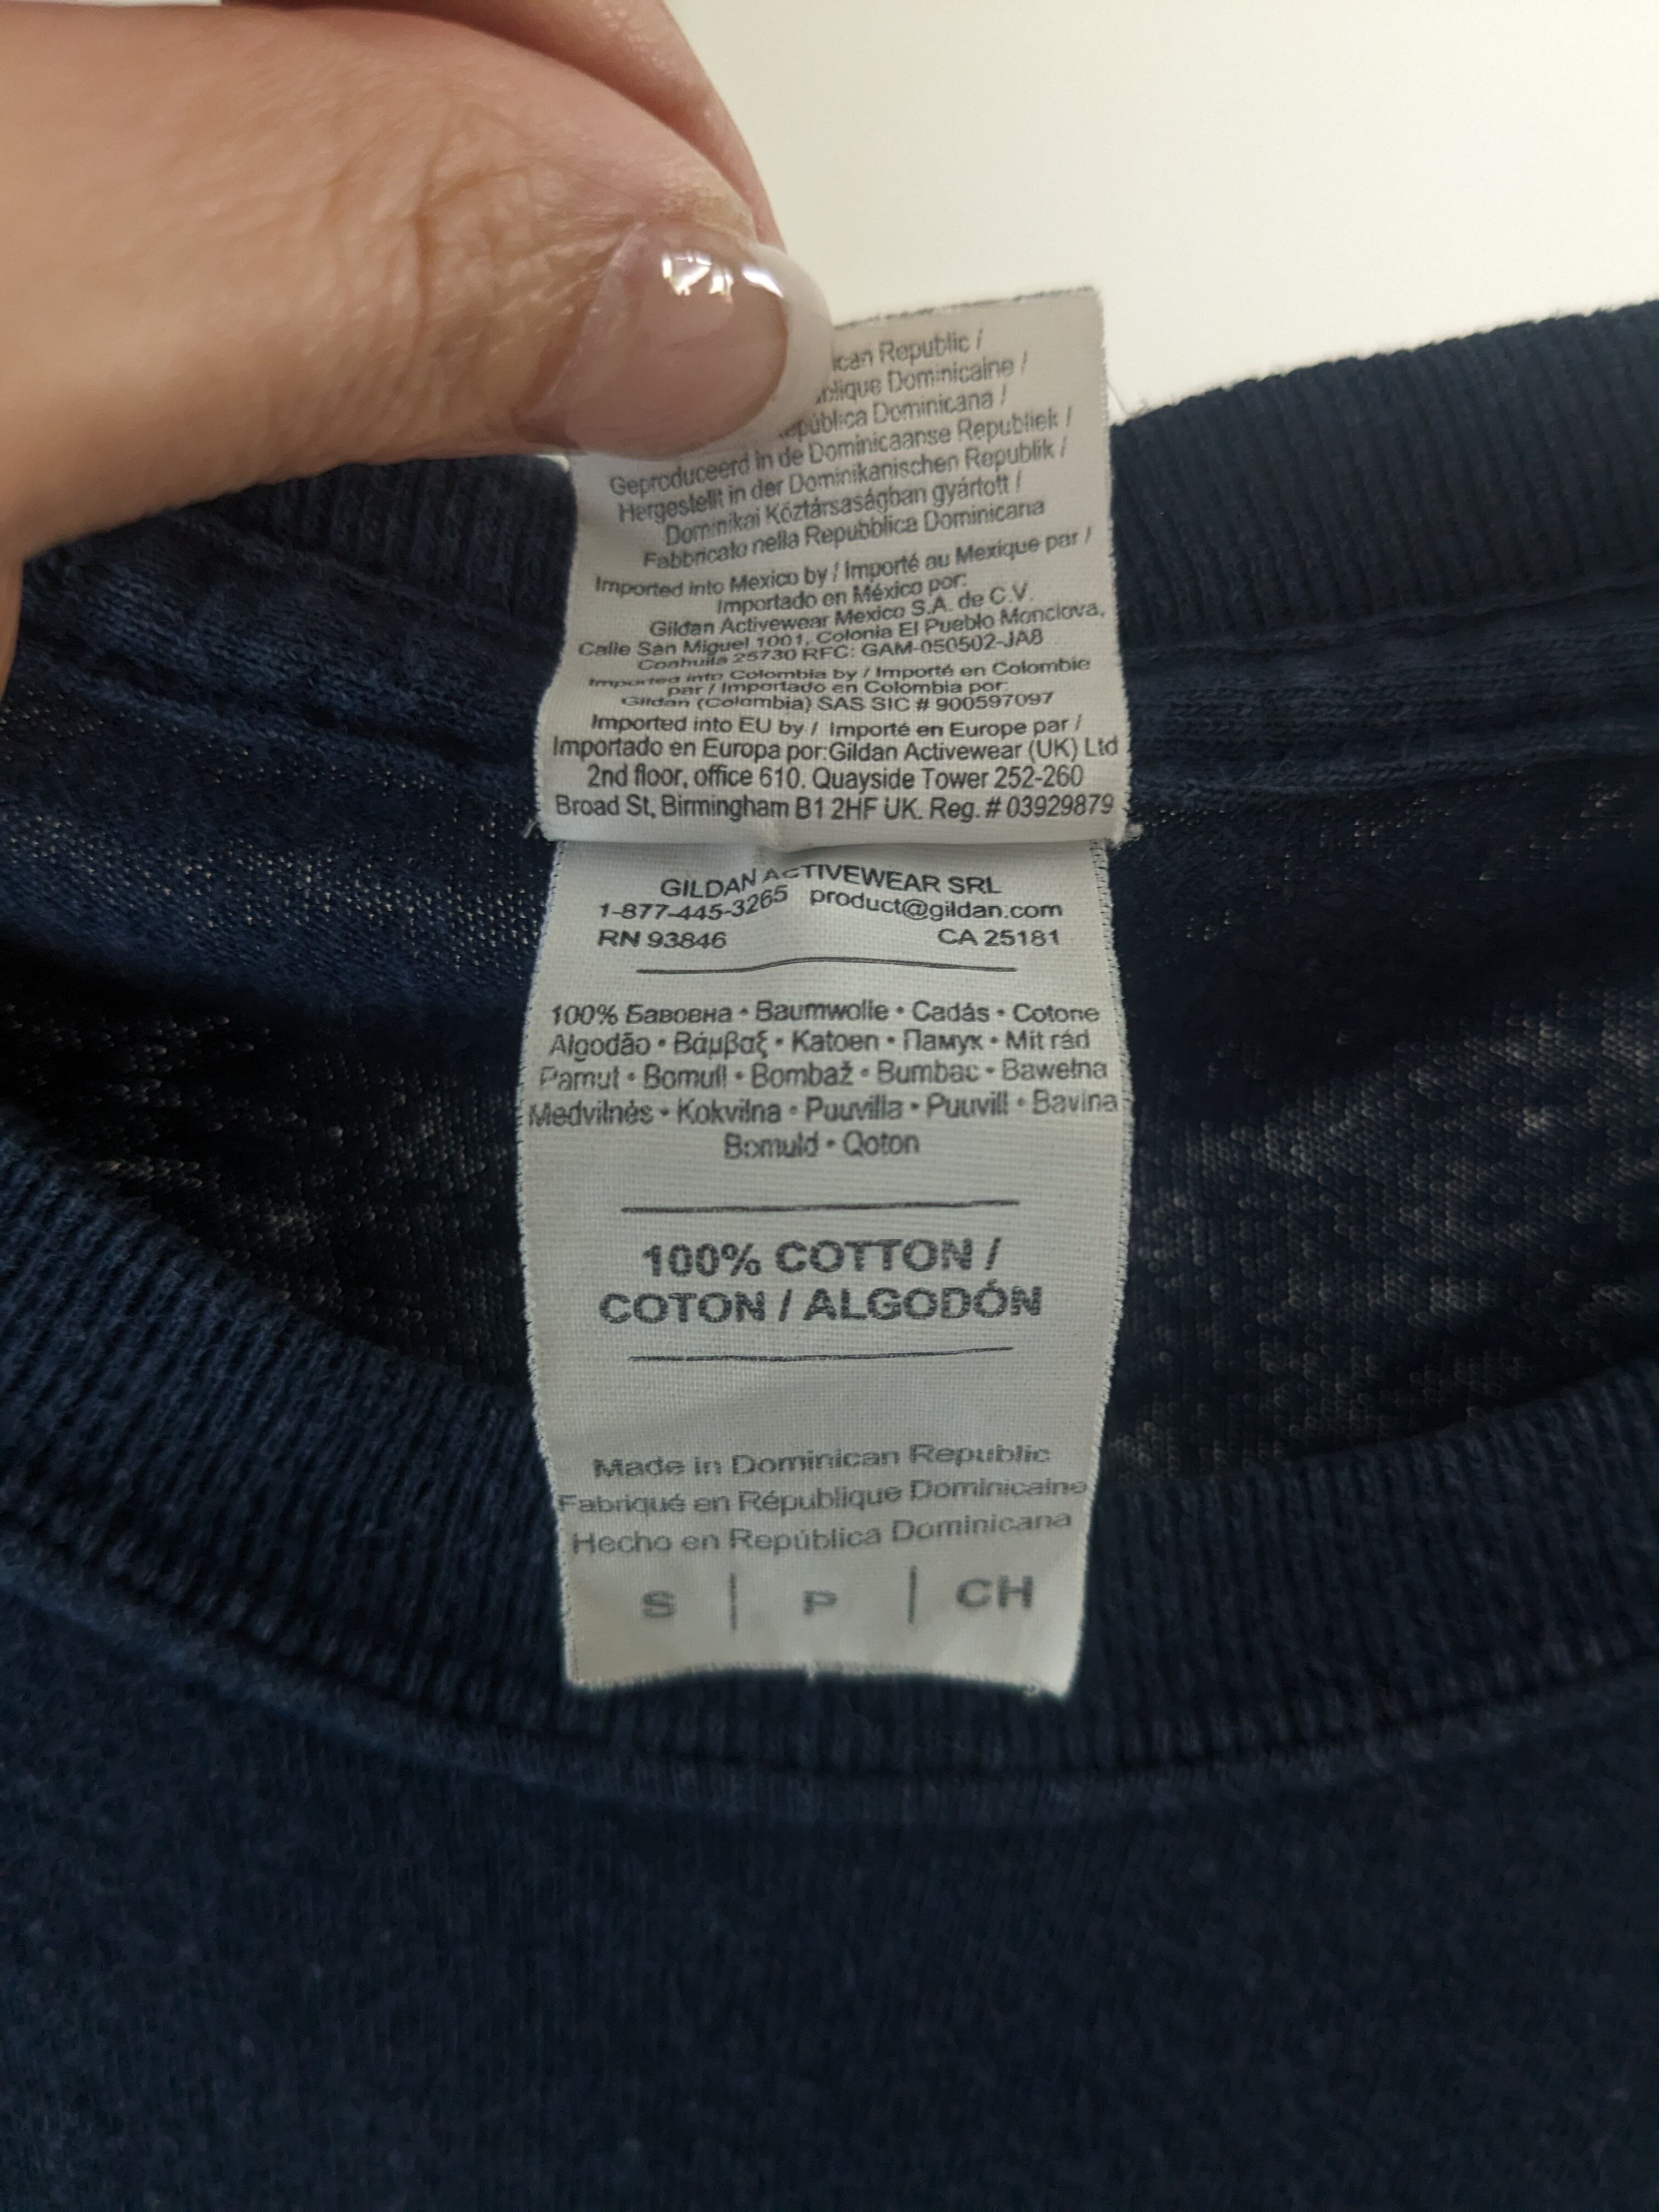 Republic /
Dominicaine /
Dominicana /
Geproduceerd in de Dominicaanse Republiek /
Hergestellt in der Dominikanischen Republik /
Dominikai Köztársaságban gyártott /
Fabbricato nella Repubblica Dominicana
Imported into Mexico by / Importé au Mexique par /
Importado en México por:
Gildan Activewear Mexico S.A. de C.V.
Calle San Miguel 1001, Colonia El Pueblo Monclova,
Coahuila 25730 RFC: GAM-050502-JA8
Imported into Colombia by / Importé en Colombie
par / Importado en Colombia por:
Gildan (Colombia) SAS SIC # 900597097
Imported into EU by / Importé en Europe par /
Importado en Europa por:Gildan Activewear (UK) Ltd
2nd floor, office 610. Quayside Tower 252-260
Broad St, Birmingham B1 2HF UK. Reg. # 03929879
GILDAN ACTIVEWEAR SRL
1-877-445-3265 product@gildan.com
RN 93846 CA 25181
100% Бавовна • Baumwolle • Cadás • Cotone
Algodão • Βάμβαξ • Katoen • Памук • Mit rád
Pamut • Bomull • Bombaž • Bumbac • Bawełna
Medvilnės • Kokvilna • Puuvilla • Puuvill • Bavlna
Bomuld • Qoton
100% COTTON /
COTON / ALGODÓN
Made in Dominican Republic
Fabriqué en République Dominicaine
Hecho en República Dominicana
S | P | CH